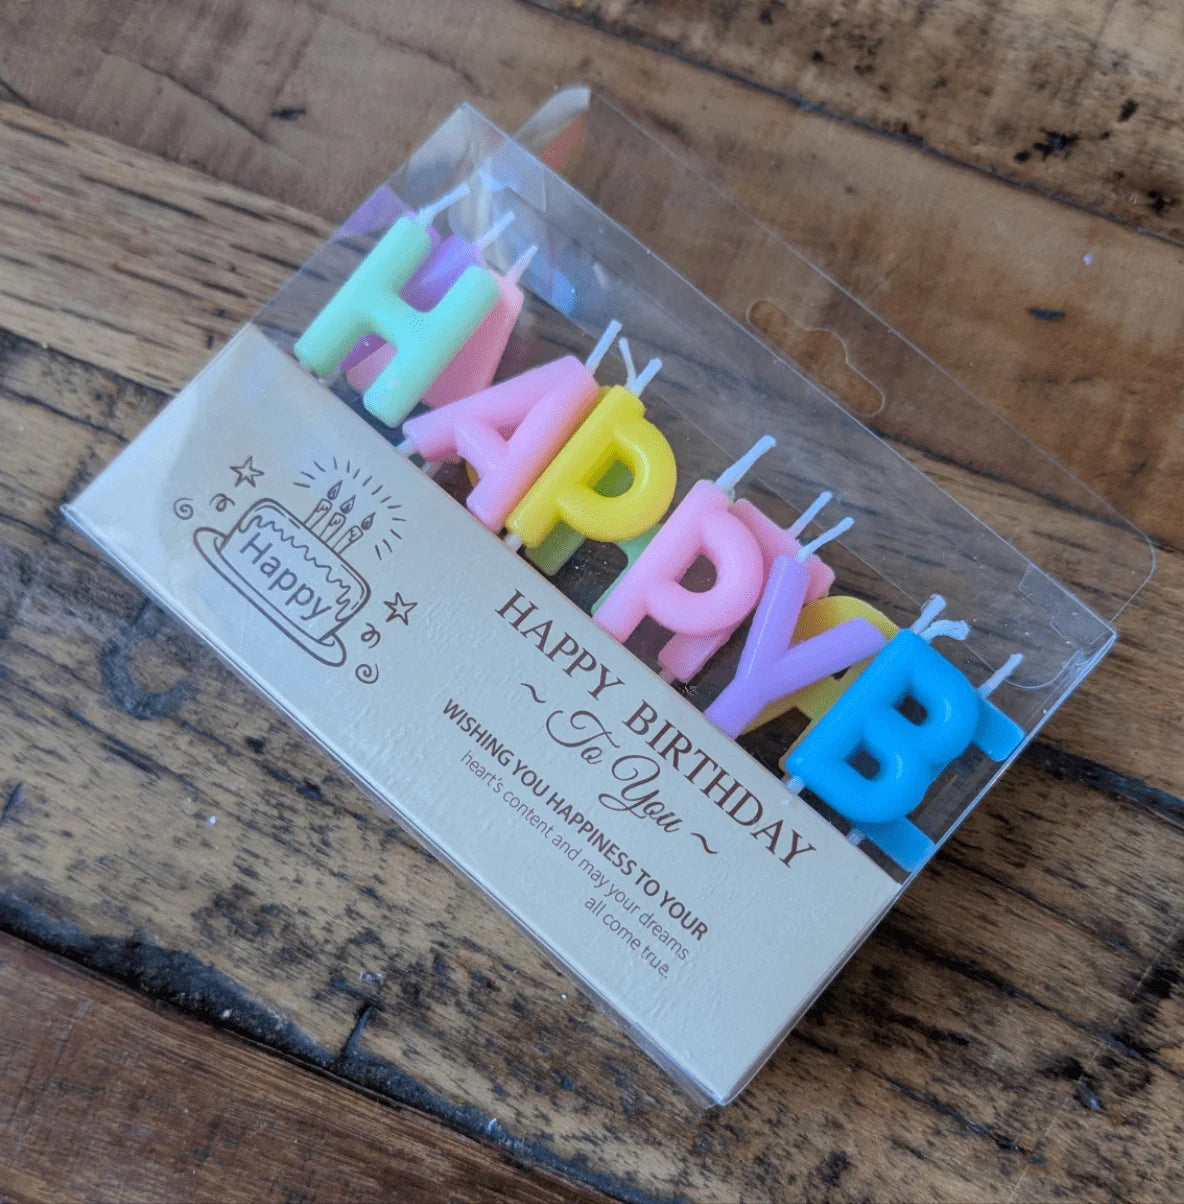 HAPPYB
Happy
HAPPY BIRTHDAY
~ To You ~
WISHING YOU HAPPINESS TO YOUR
heart's content and may your dreams
all come true.